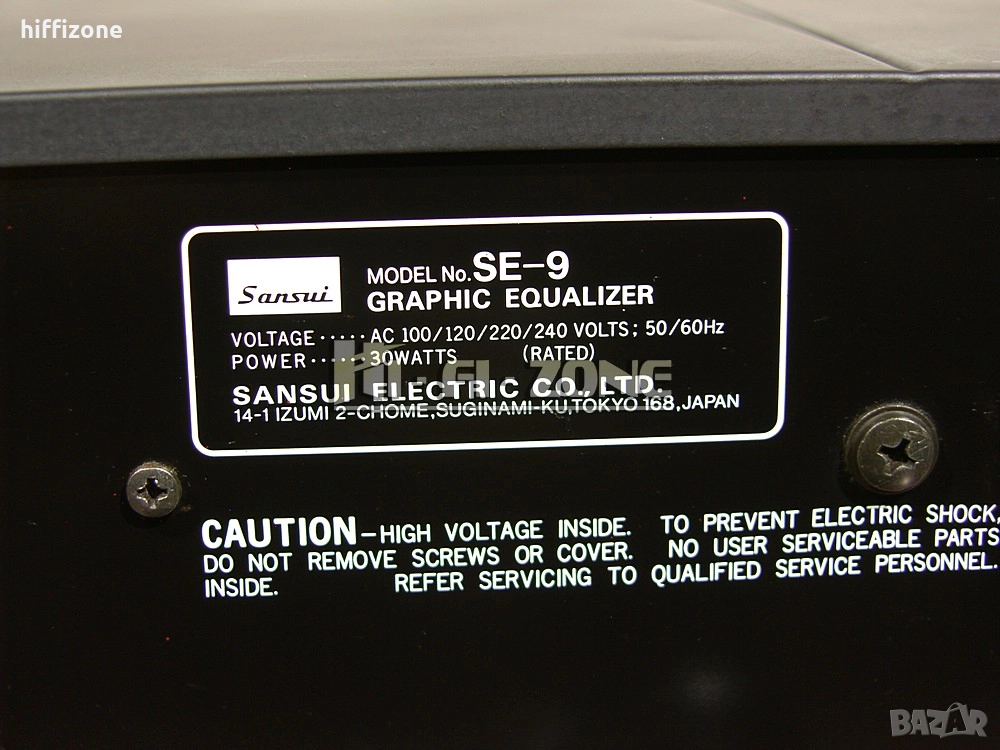 hiffizone
Sansui
MODEL No. SE-9
GRAPHIC EQUALIZER
VOLTAGE ····· AC 100/120/220/240 VOLTS; 50/60Hz
POWER ····· 30WATTS (RATED)
HI-FI-ZONE
SANSUI ELECTRIC CO., LTD.
14-1 IZUMI 2-CHOME, SUGINAMI-KU, TOKYO 168, JAPAN
CAUTION – HIGH VOLTAGE INSIDE. TO PREVENT ELECTRIC SHOCK,
DO NOT REMOVE SCREWS OR COVER. NO USER SERVICEABLE PARTS
INSIDE. REFER SERVICING TO QUALIFIED SERVICE PERSONNEL.
BAZAR